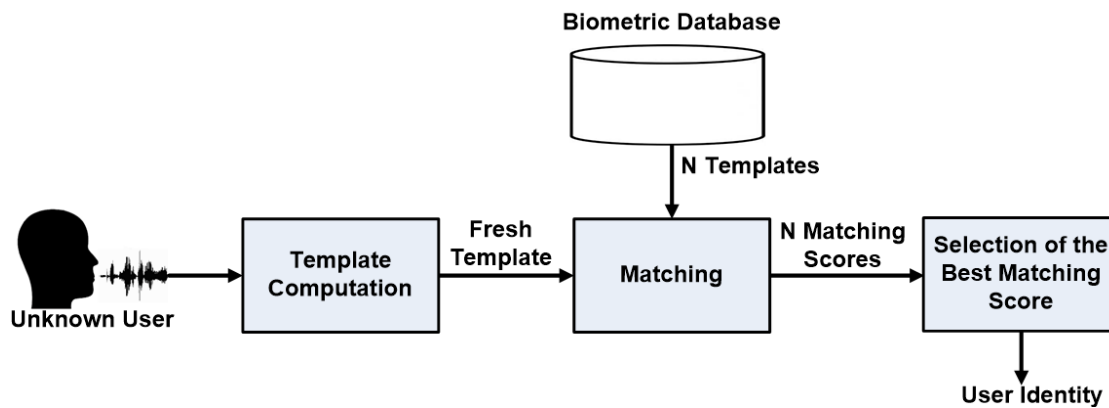 Biometric Database
N Templates
Unknown User
Template
Computation
Fresh
Template
Matching
N Matching
Scores
Selection of the
Best Matching
Score
User Identity